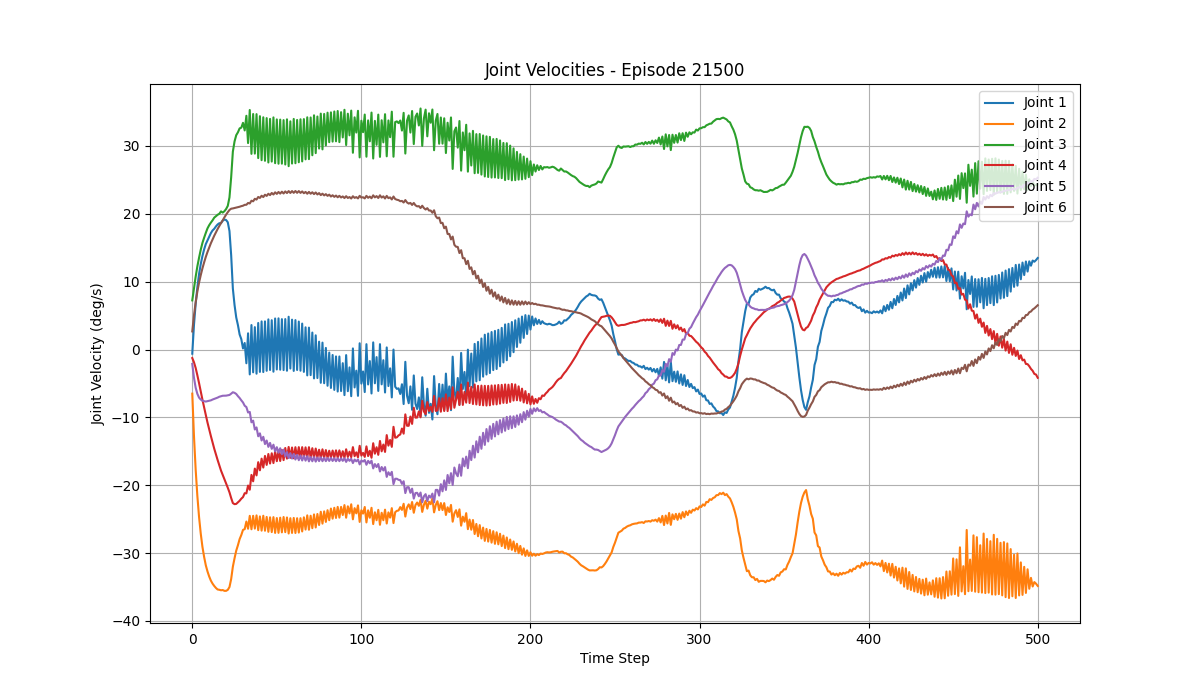 Joint Velocities - Episode 21500
Joint Velocity (deg/s)
30
20
10
0
−10
−20
−30
−40
0
100
200
300
400
500
Time Step
Joint 1
Joint 2
Joint 3
Joint 4
Joint 5
Joint 6